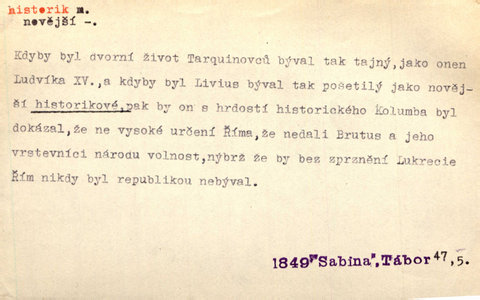 historik m.
novější -.
Kdyby byl dvorní život Tarquinovců býval tak tajný,jako onen
Ludvíka XV.,a kdyby byl Livius býval tak pošetilý jako nověj-
ší historikové,pak by on s hrdostí historického Kolumba byl
dokázal,že ne vysoké určení Říma,že nedali Brutus a jeho
vrstevníci národu volnost,nýbrž že by bez zprznění Lukrecie
Řím nikdy byl republikou nebýval.
1849"Sabina",Tábor 47,5.